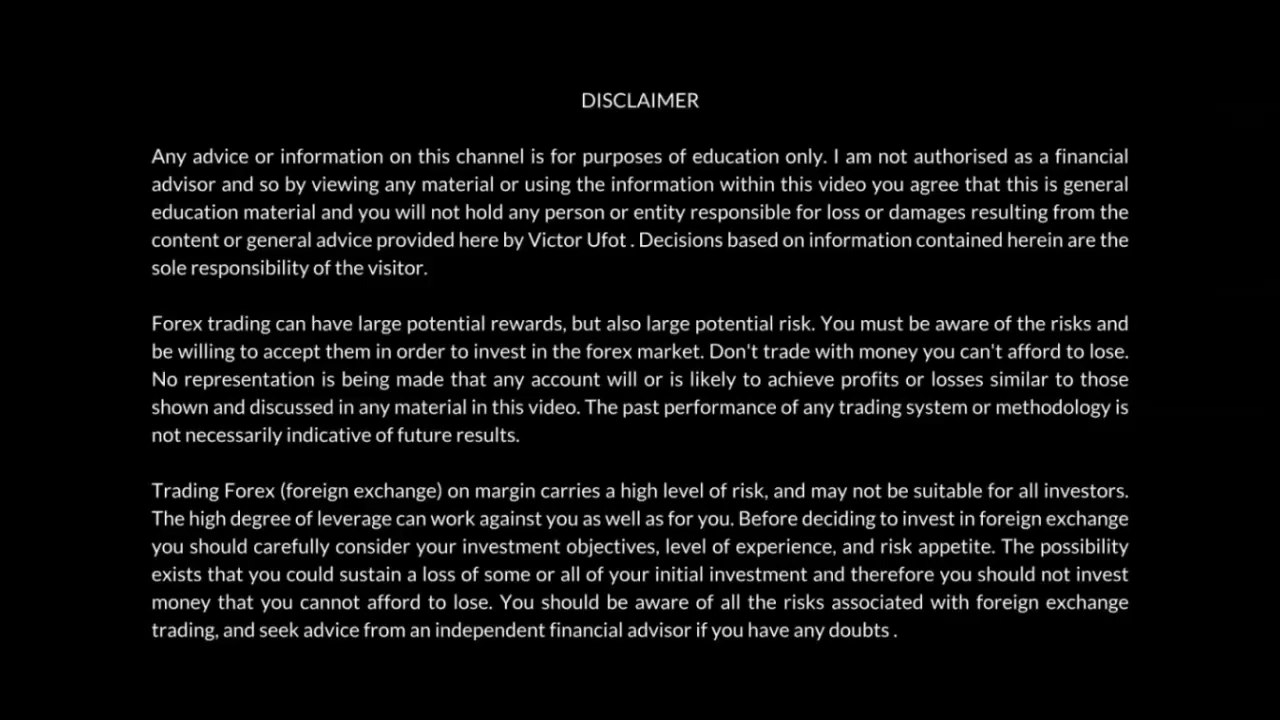 DISCLAIMER
Any advice or information on this channel is for purposes of education only. I am not authorised as a financial
advisor and so by viewing any material or using the information within this video you agree that this is general
education material and you will not hold any person or entity responsible for loss or damages resulting from the
content or general advice provided here by Victor Ufot . Decisions based on information contained herein are the
sole responsibility of the visitor.
Forex trading can have large potential rewards, but also large potential risk. You must be aware of the risks and
be willing to accept them in order to invest in the forex market. Don't trade with money you can't afford to lose.
No representation is being made that any account will or is likely to achieve profits or losses similar to those
shown and discussed in any material in this video. The past performance of any trading system or methodology is
not necessarily indicative of future results.
Trading Forex (foreign exchange) on margin carries a high level of risk, and may not be suitable for all investors.
The high degree of leverage can work against you as well as for you. Before deciding to invest in foreign exchange
you should carefully consider your investment objectives, level of experience, and risk appetite. The possibility
exists that you could sustain a loss of some or all of your initial investment and therefore you should not invest
money that you cannot afford to lose. You should be aware of all the risks associated with foreign exchange
trading, and seek advice from an independent financial advisor if you have any doubts .